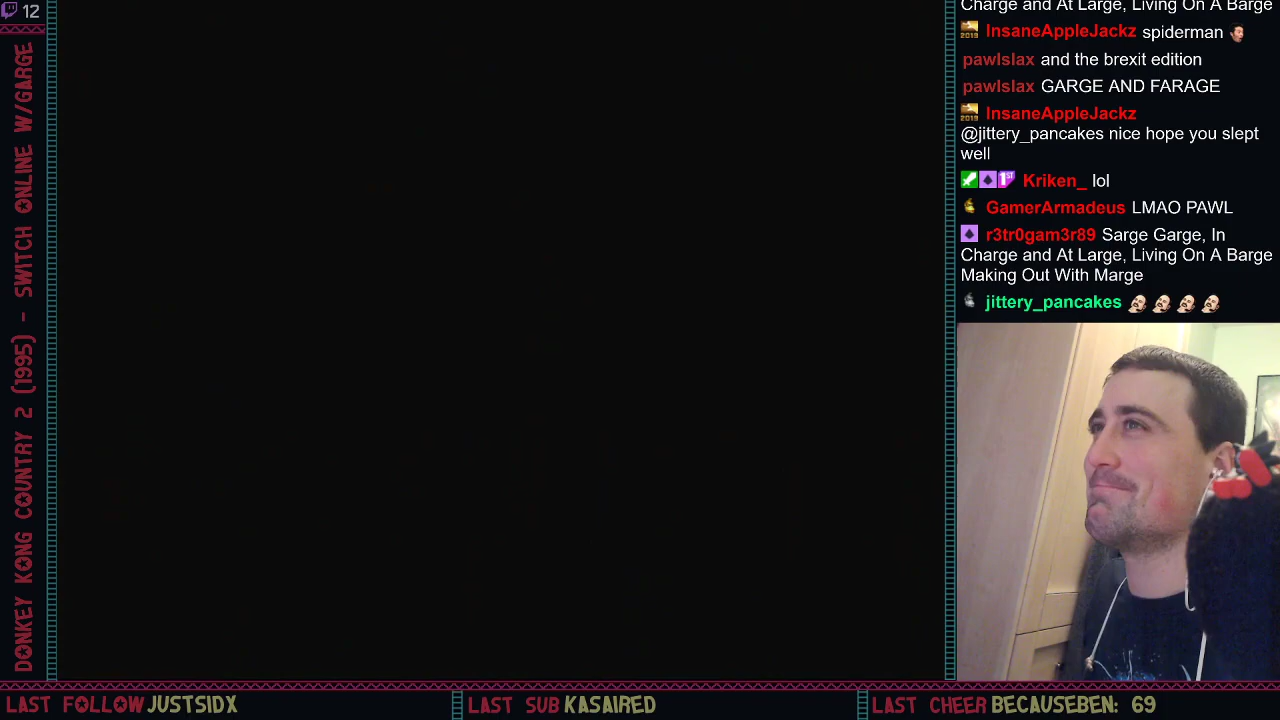 12
DONKEY KONG COUNTRY 2 (1995) - SWITCH ONLINE W/GARGE
Charge and At Large, Living On A Barge
2019 InsaneAppleJackz spiderman
pawlslax and the brexit edition
pawlslax GARGE AND FARAGE
2019 InsaneAppleJackz
@jittery_pancakes nice hope you slept
well
1ST Kriken_ lol
GamerArmadeus LMAO PAWL
r3tr0gam3r89 Sarge Garge, In
Charge and At Large, Living On A Barge
Making Out With Marge
jittery_pancakes
LAST FOLLOW JUSTSIDX
LAST SUB KASAIRED
LAST CHEER BECAUSEBEN: 69